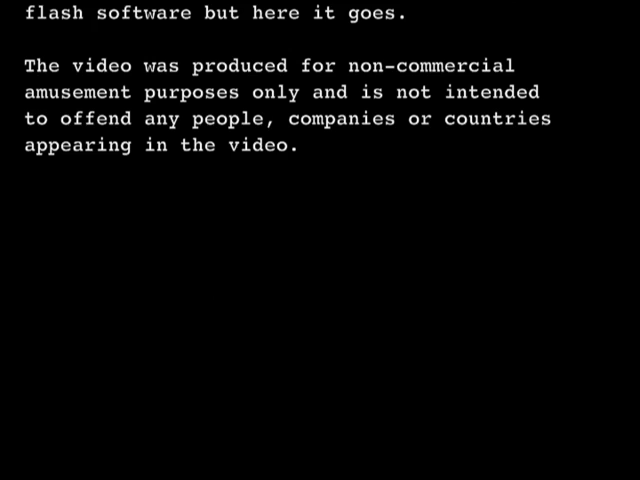 flash software but here it goes.
The video was produced for non-commercial
amusement purposes only and is not intended
to offend any people, companies or countries
appearing in the video.